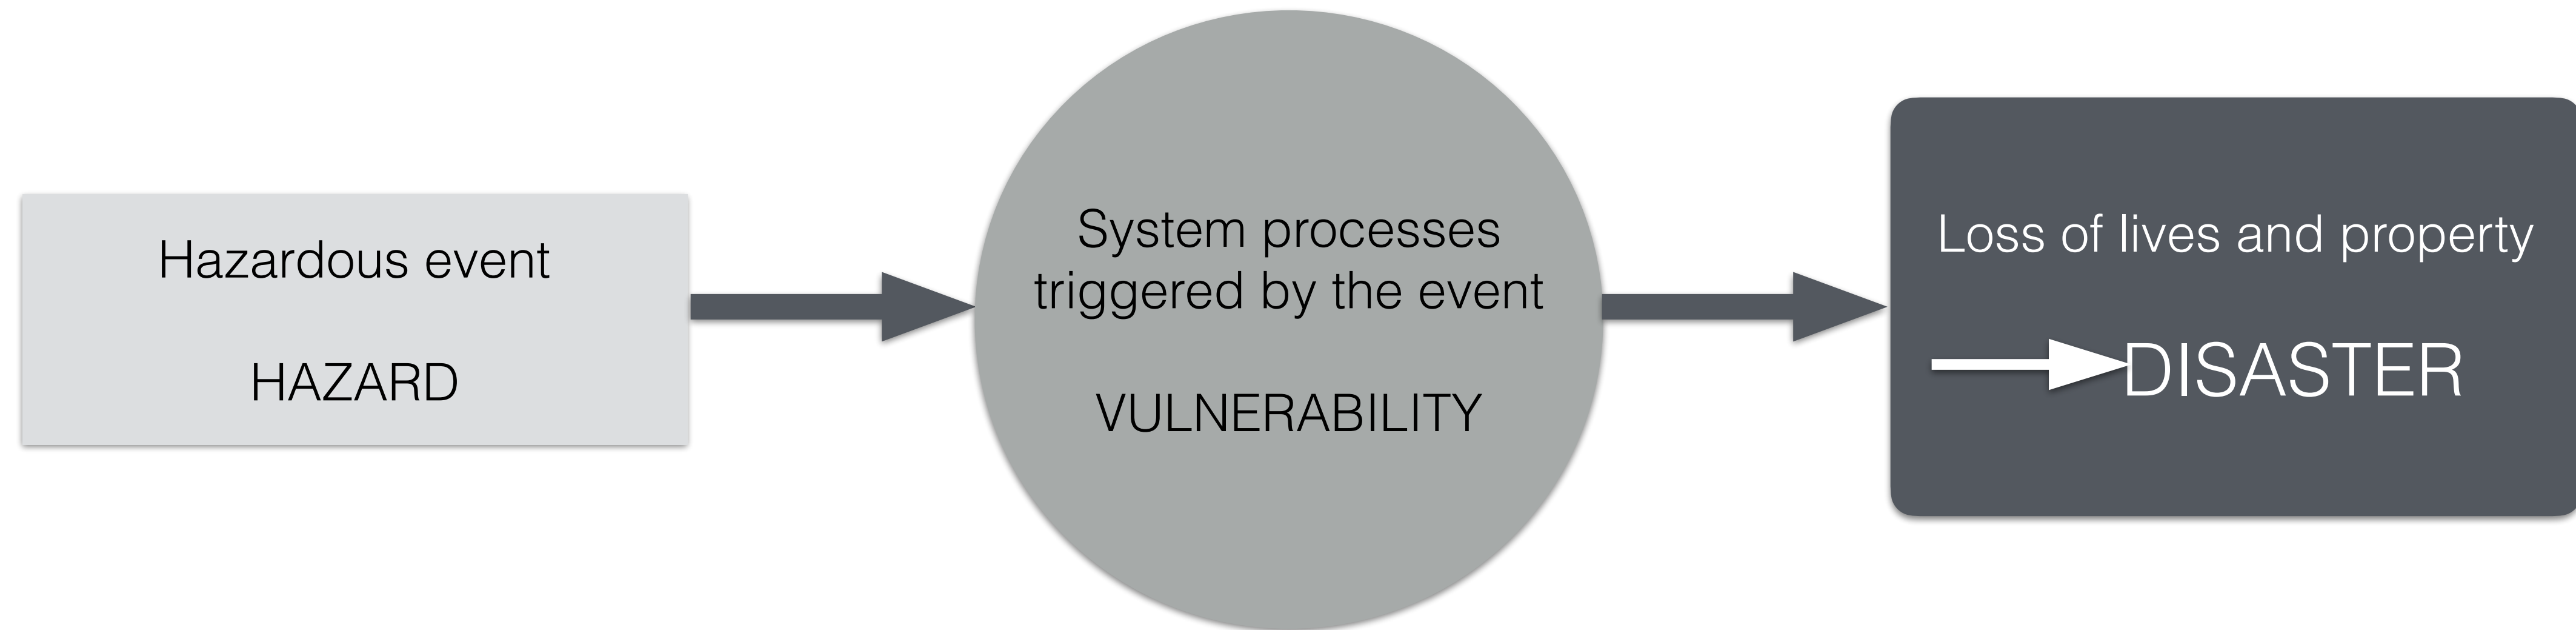 Hazardous event
HAZARD
System processes
triggered by the event
VULNERABILITY
Loss of lives and property
DISASTER